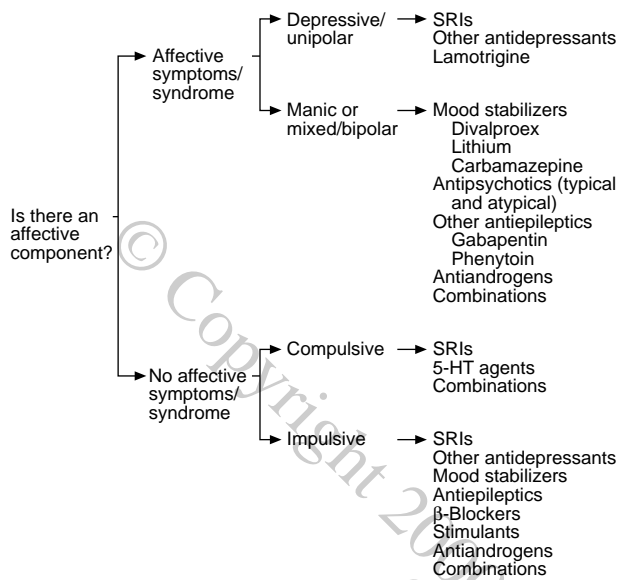 Is there an
affective
component?
Affective
symptoms/
syndrome
Depressive/
unipolar
SRIs
Other antidepressants
Lamotrigine
Manic or
mixed/bipolar
Mood stabilizers
Divalproex
Lithium
Carbamazepine
Antipsychotics (typical
and atypical)
Other antiepileptics
Gabapentin
Phenytoin
Antiandrogens
Combinations
No affective
symptoms/
syndrome
Compulsive
SRIs
5-HT agents
Combinations
Impulsive
SRIs
Other antidepressants
Mood stabilizers
Antiepileptics
β-Blockers
Stimulants
Antiandrogens
Combinations
© Copyright